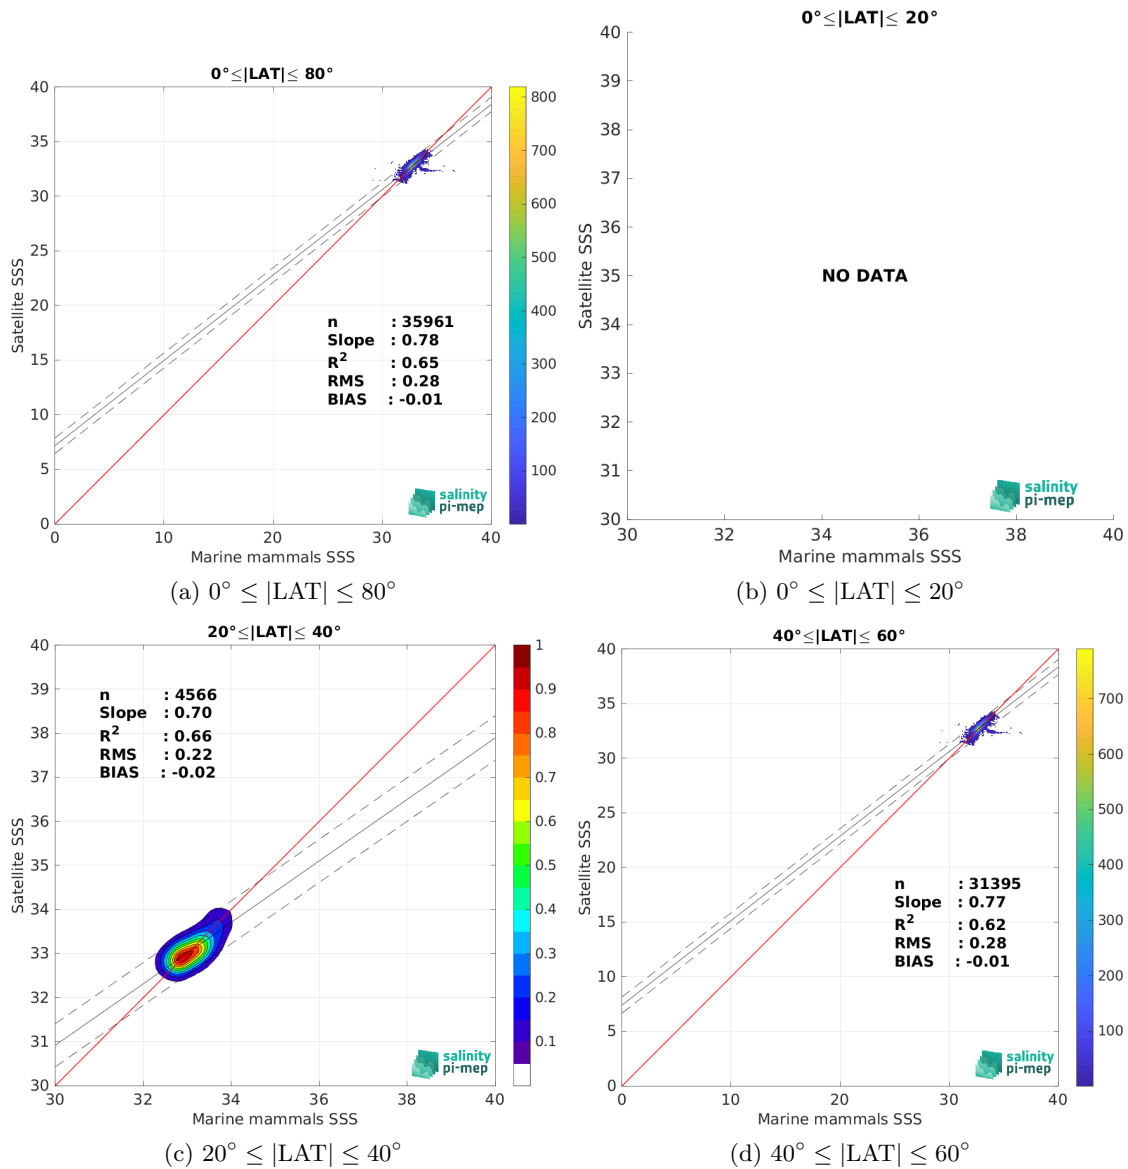 0°≤|LAT|≤ 80°
40
35
30
25
20
15
10
5
0
Satellite SSS
n : 35961
Slope : 0.78
R² : 0.65
RMS : 0.28
BIAS : -0.01
salinity
pi-mep
0 10 20 30 40
Marine mammals SSS
800
700
600
500
400
300
200
100
(a) 0° ≤ |LAT| ≤ 80°
0°≤|LAT|≤ 20°
40
39
38
37
36
35
34
33
32
31
30
Satellite SSS
NO DATA
salinity
pi-mep
30 32 34 36 38 40
Marine mammals SSS
(b) 0° ≤ |LAT| ≤ 20°
20°≤|LAT|≤ 40°
40
39
38
37
36
35
34
33
32
31
30
Satellite SSS
n : 4566
Slope : 0.70
R² : 0.66
RMS : 0.22
BIAS : -0.02
salinity
pi-mep
30 32 34 36 38 40
Marine mammals SSS
1
0.9
0.8
0.7
0.6
0.5
0.4
0.3
0.2
0.1
(c) 20° ≤ |LAT| ≤ 40°
40°≤|LAT|≤ 60°
40
35
30
25
20
15
10
5
0
Satellite SSS
n : 31395
Slope : 0.77
R² : 0.62
RMS : 0.28
BIAS : -0.01
salinity
pi-mep
0 10 20 30 40
Marine mammals SSS
700
600
500
400
300
200
100
(d) 40° ≤ |LAT| ≤ 60°